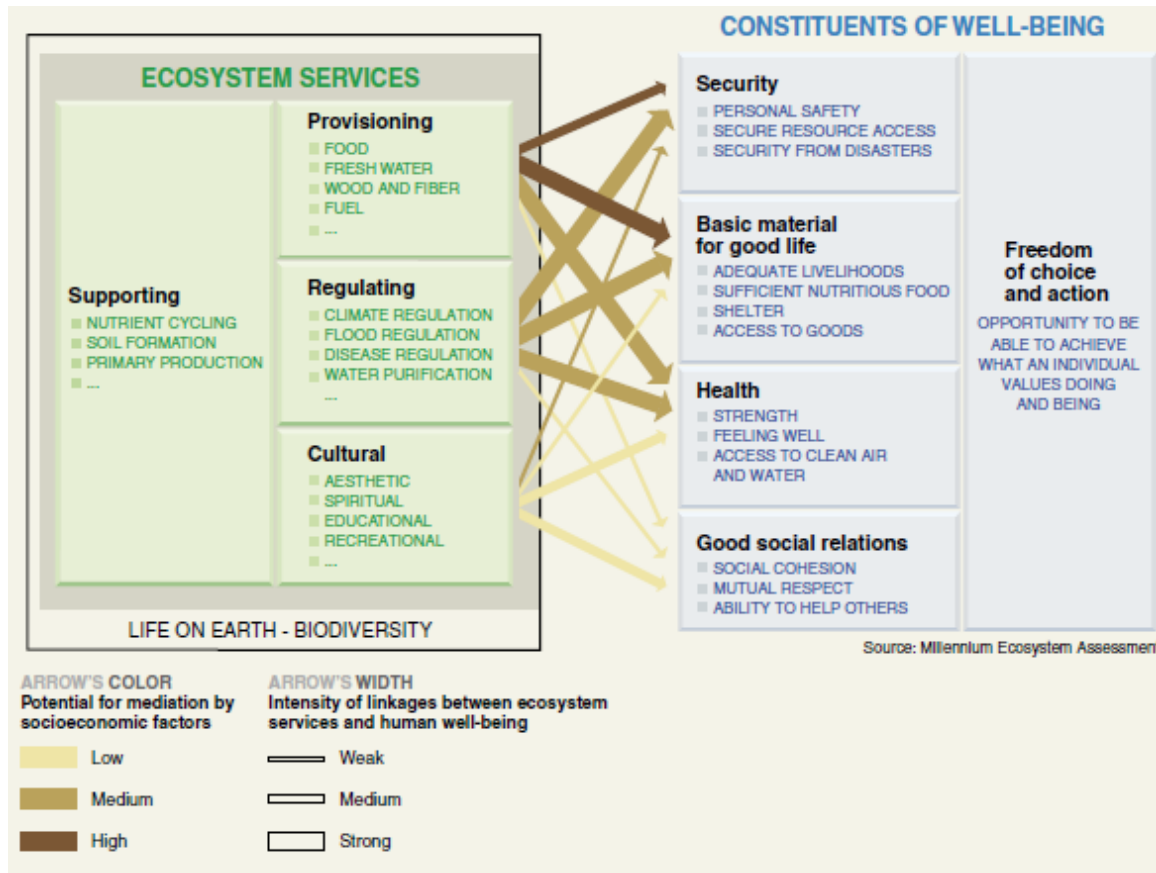 CONSTITUENTS OF WELL-BEING
ECOSYSTEM SERVICES
Supporting
NUTRIENT CYCLING
SOIL FORMATION
PRIMARY PRODUCTION
...
Provisioning
FOOD
FRESH WATER
WOOD AND FIBER
FUEL
...
Regulating
CLIMATE REGULATION
FLOOD REGULATION
DISEASE REGULATION
WATER PURIFICATION
...
Cultural
AESTHETIC
SPIRITUAL
EDUCATIONAL
RECREATIONAL
...
LIFE ON EARTH - BIODIVERSITY
Security
PERSONAL SAFETY
SECURE RESOURCE ACCESS
SECURITY FROM DISASTERS
Basic material
for good life
ADEQUATE LIVELIHOODS
SUFFICIENT NUTRITIOUS FOOD
SHELTER
ACCESS TO GOODS
Health
STRENGTH
FEELING WELL
ACCESS TO CLEAN AIR
AND WATER
Good social relations
SOCIAL COHESION
MUTUAL RESPECT
ABILITY TO HELP OTHERS
Freedom
of choice
and action
OPPORTUNITY TO BE
ABLE TO ACHIEVE
WHAT AN INDIVIDUAL
VALUES DOING
AND BEING
Source: Millennium Ecosystem Assessment
ARROW'S COLOR
Potential for mediation by
socioeconomic factors
Low
Medium
High
ARROW'S WIDTH
Intensity of linkages between ecosystem
services and human well-being
Weak
Medium
Strong